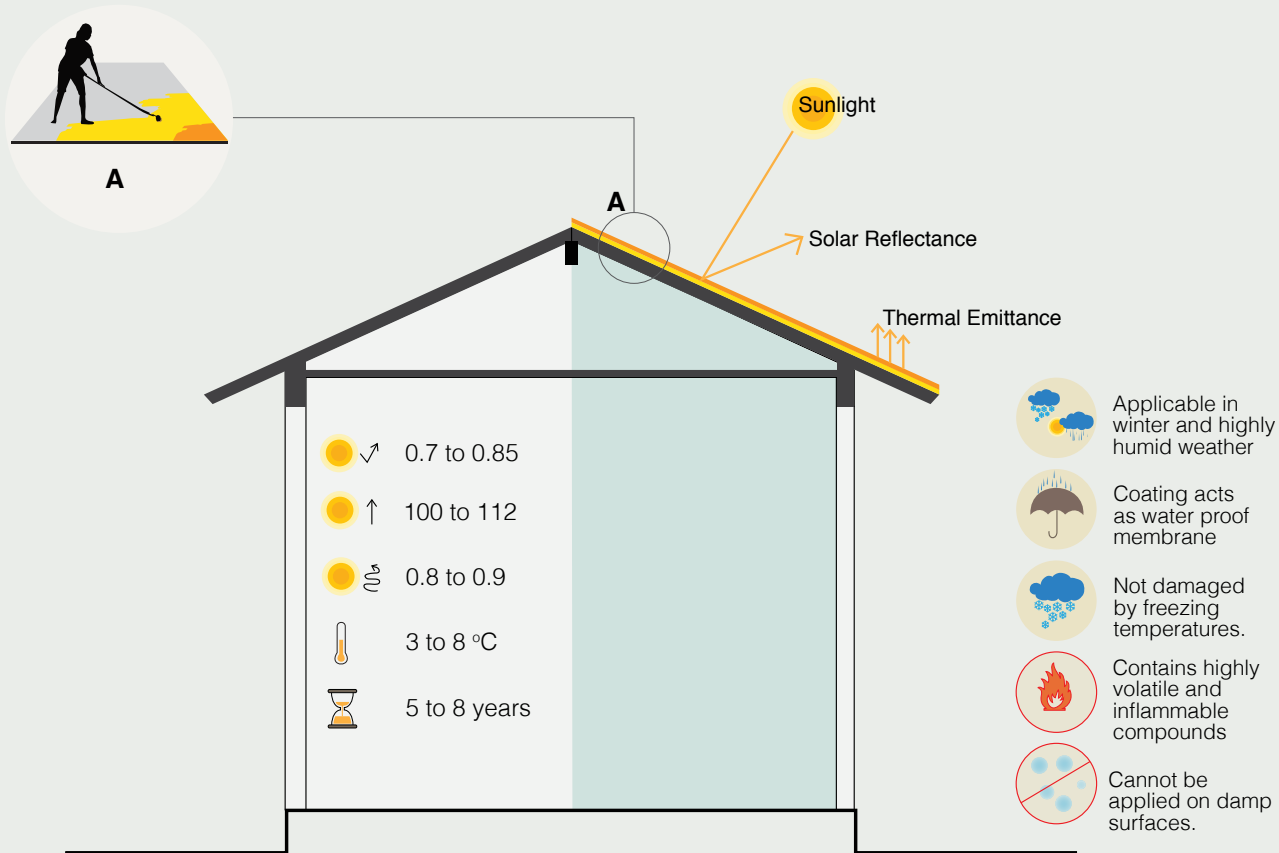 A
Sunlight
A
Solar Reflectance
Thermal Emittance
0.7 to 0.85
100 to 112
0.8 to 0.9
3 to 8 °C
5 to 8 years
Applicable in
winter and highly
humid weather
Coating acts
as water proof
membrane
Not damaged
by freezing
temperatures.
Contains highly
volatile and
inflammable
compounds
Cannot be
applied on damp
surfaces.